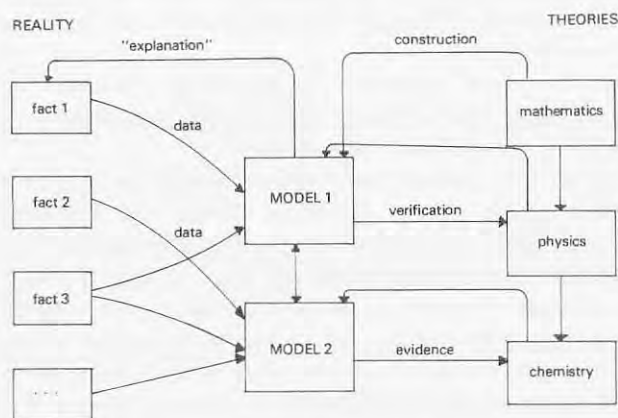 REALITY
THEORIES
"explanation"
construction
fact 1
mathematics
data
MODEL 1
fact 2
verification
data
physics
fact 3
MODEL 2
evidence
chemistry
. . .